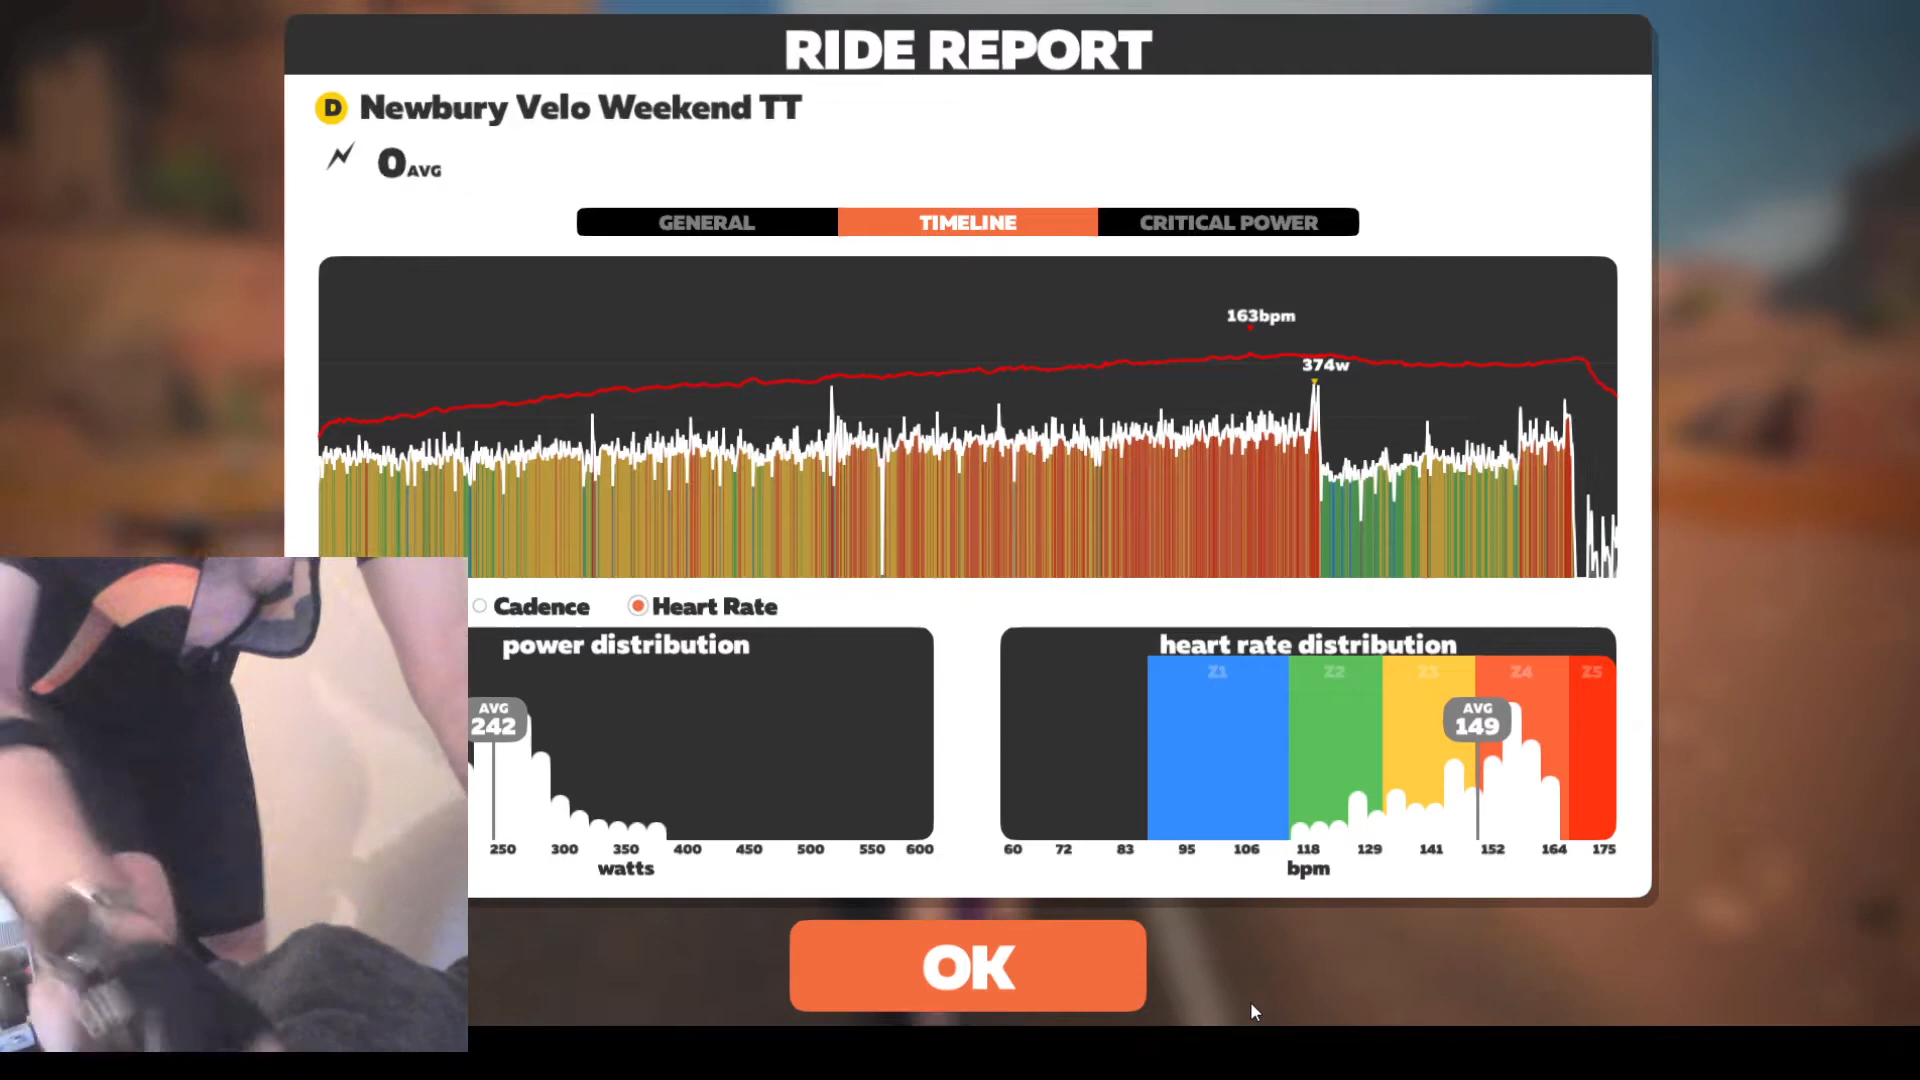 RIDE REPORT
D Newbury Velo Weekend TT
0 AVG
GENERAL TIMELINE CRITICAL POWER
163bpm
374w
Cadence Heart Rate
power distribution
AVG
242
250 300 350 400 450 500 550 600
watts
heart rate distribution
Z1 Z2 Z3 Z4 Z5
AVG
149
60 72 83 95 106 118 129 141 152 164 175
bpm
OK